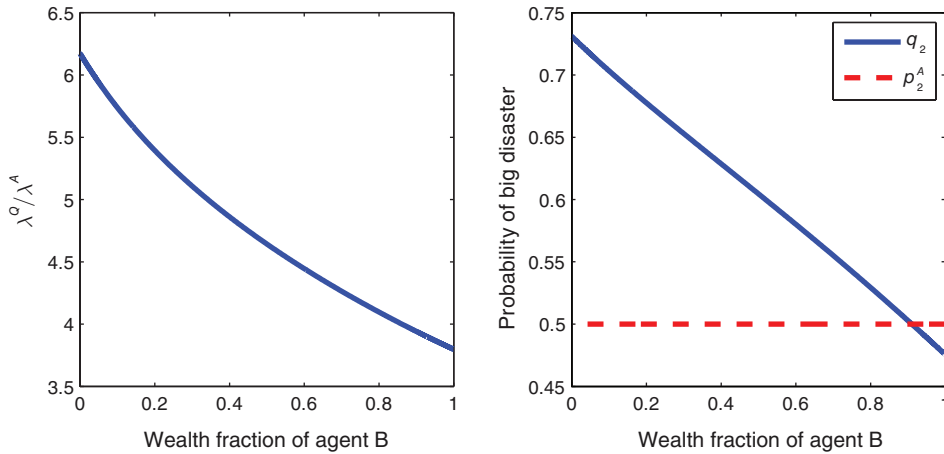 6.5
6
5.5
5
4.5
4
3.5
λ^Q/λ^A
0 0.2 0.4 0.6 0.8 1
Wealth fraction of agent B
0.75
0.7
0.65
0.6
0.55
0.5
0.45
Probability of big disaster
q_2
p_2^A
0 0.2 0.4 0.6 0.8 1
Wealth fraction of agent B